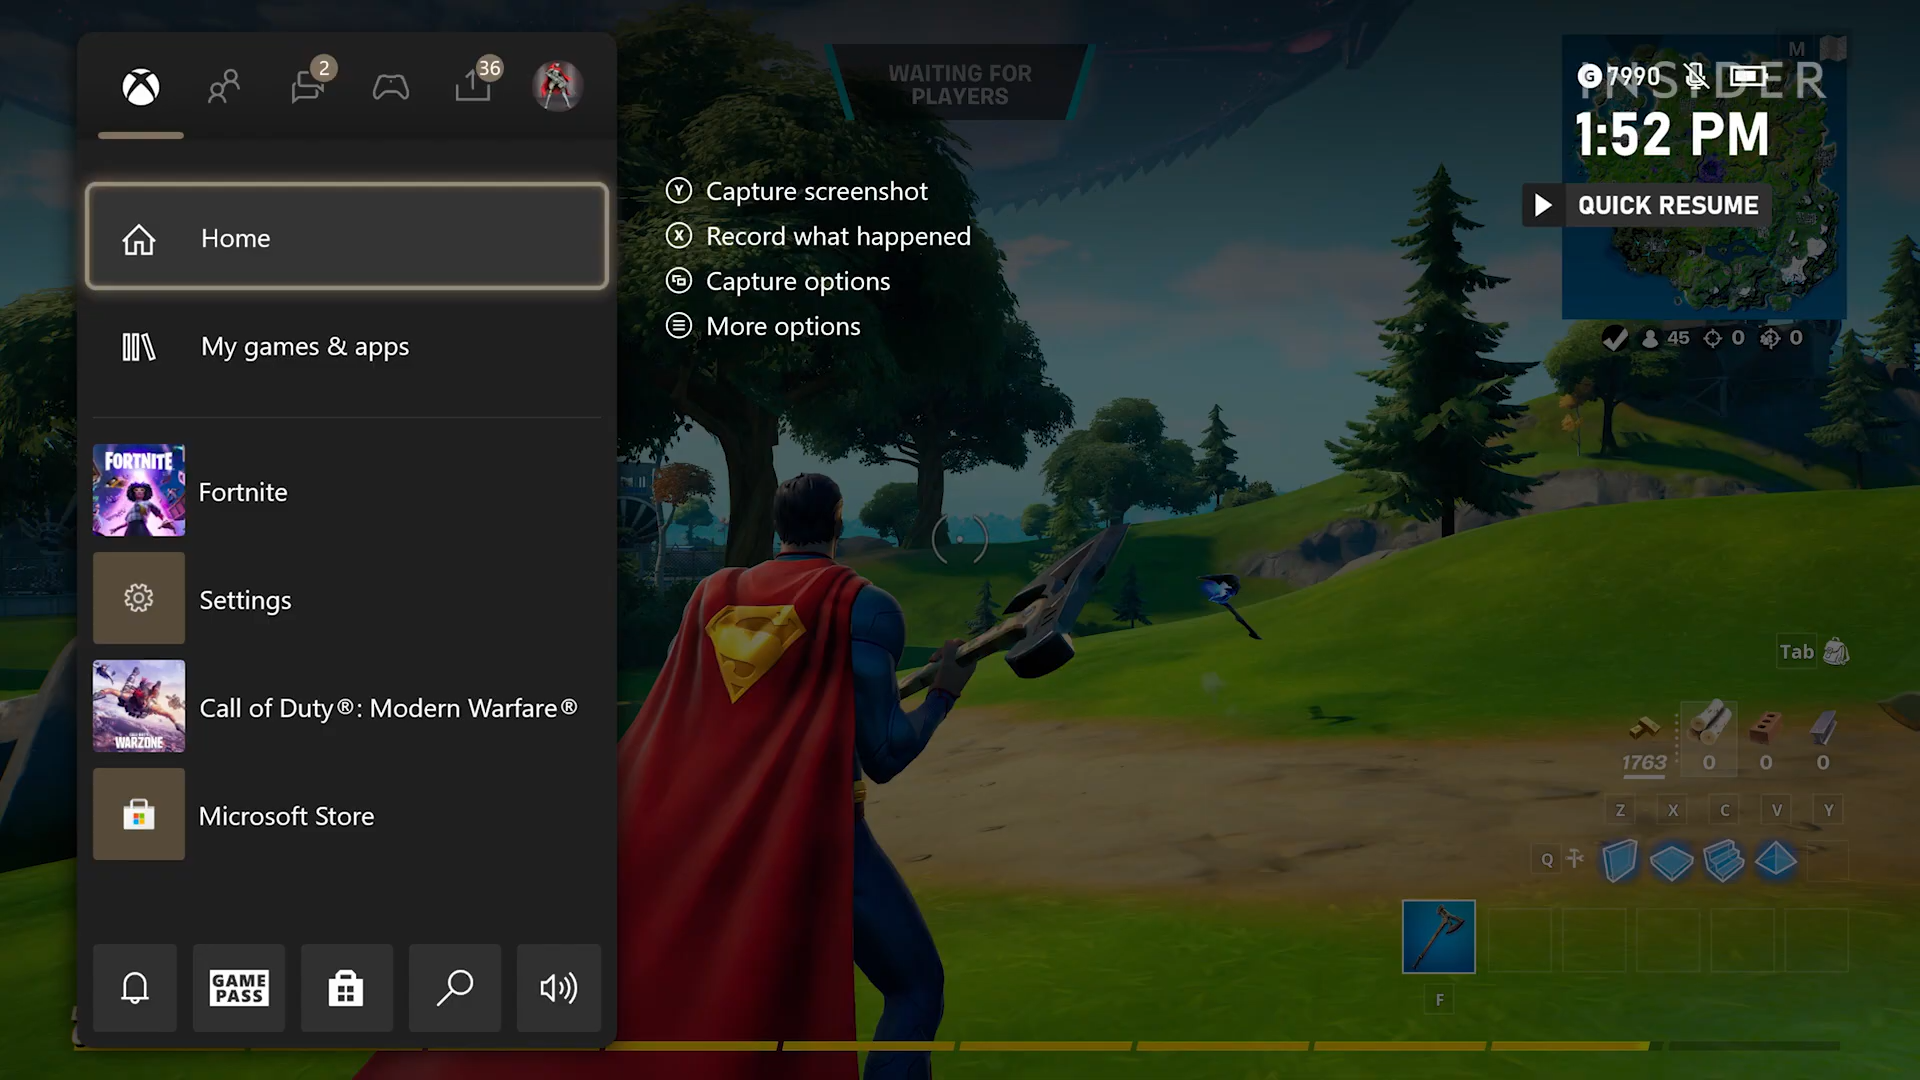 2
36
WAITING FOR
PLAYERS
M
INSIDER
G 7990
1:52 PM
QUICK RESUME
Home
Y Capture screenshot
X Record what happened
Capture options
More options
My games & apps
45 0 0
FORTNITE
Fortnite
Settings
Call of Duty®: Modern Warfare®
WARZONE
Microsoft Store
Tab
1763 0 0 0
Z X C V Y
Q
F
GAME
PASS